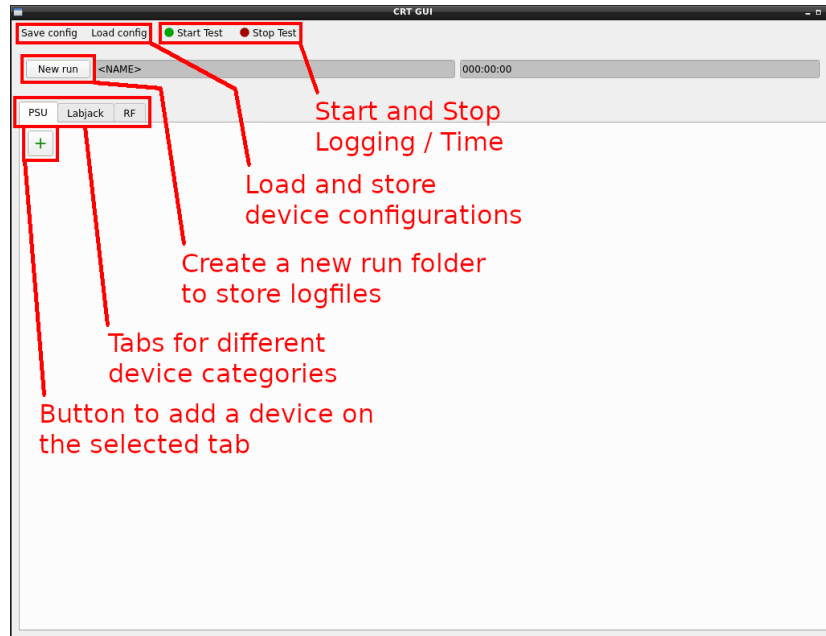 CRT GUI
Save config Load config Start Test Stop Test
New run <NAME> 000:00:00
PSU Labjack RF
+
Start and Stop
Logging / Time
Load and store
device configurations
Create a new run folder
to store logfiles
Tabs for different
device categories
Button to add a device on
the selected tab